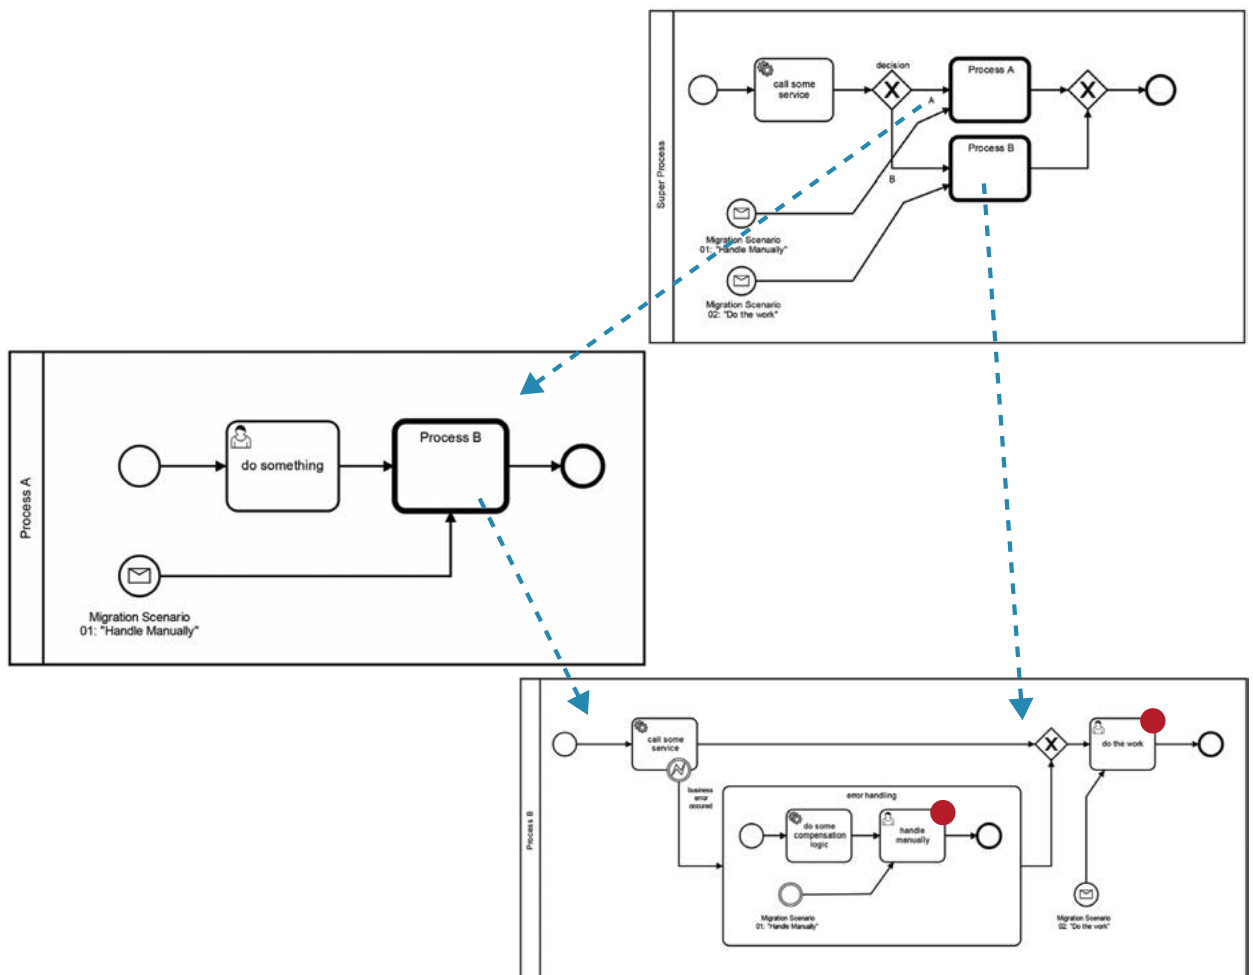 Super Process
call some
service
decision
A
B
Process A
Process B
Migration Scenario
01: "Handle Manually"
Migration Scenario
02: "Do the work"
Process A
do something
Process B
Migration Scenario
01: "Handle Manually"
Process B
call some
service
business
error
occured
error handling
do some
compensation
logic
handle
manually
Migration Scenario
01: "Handle Manually"
do the work
Migration Scenario
02: "Do the work"